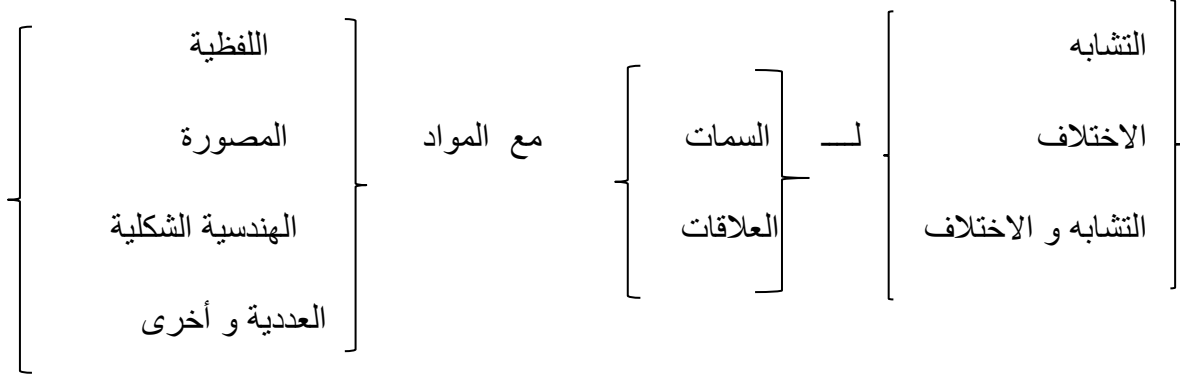 التشابه
الاختلاف
التشابه و الاختلاف
لـــ
السمات
العلاقات
مع المواد
اللفظية
المصورة
الهندسية الشكلية
العددية و أخرى